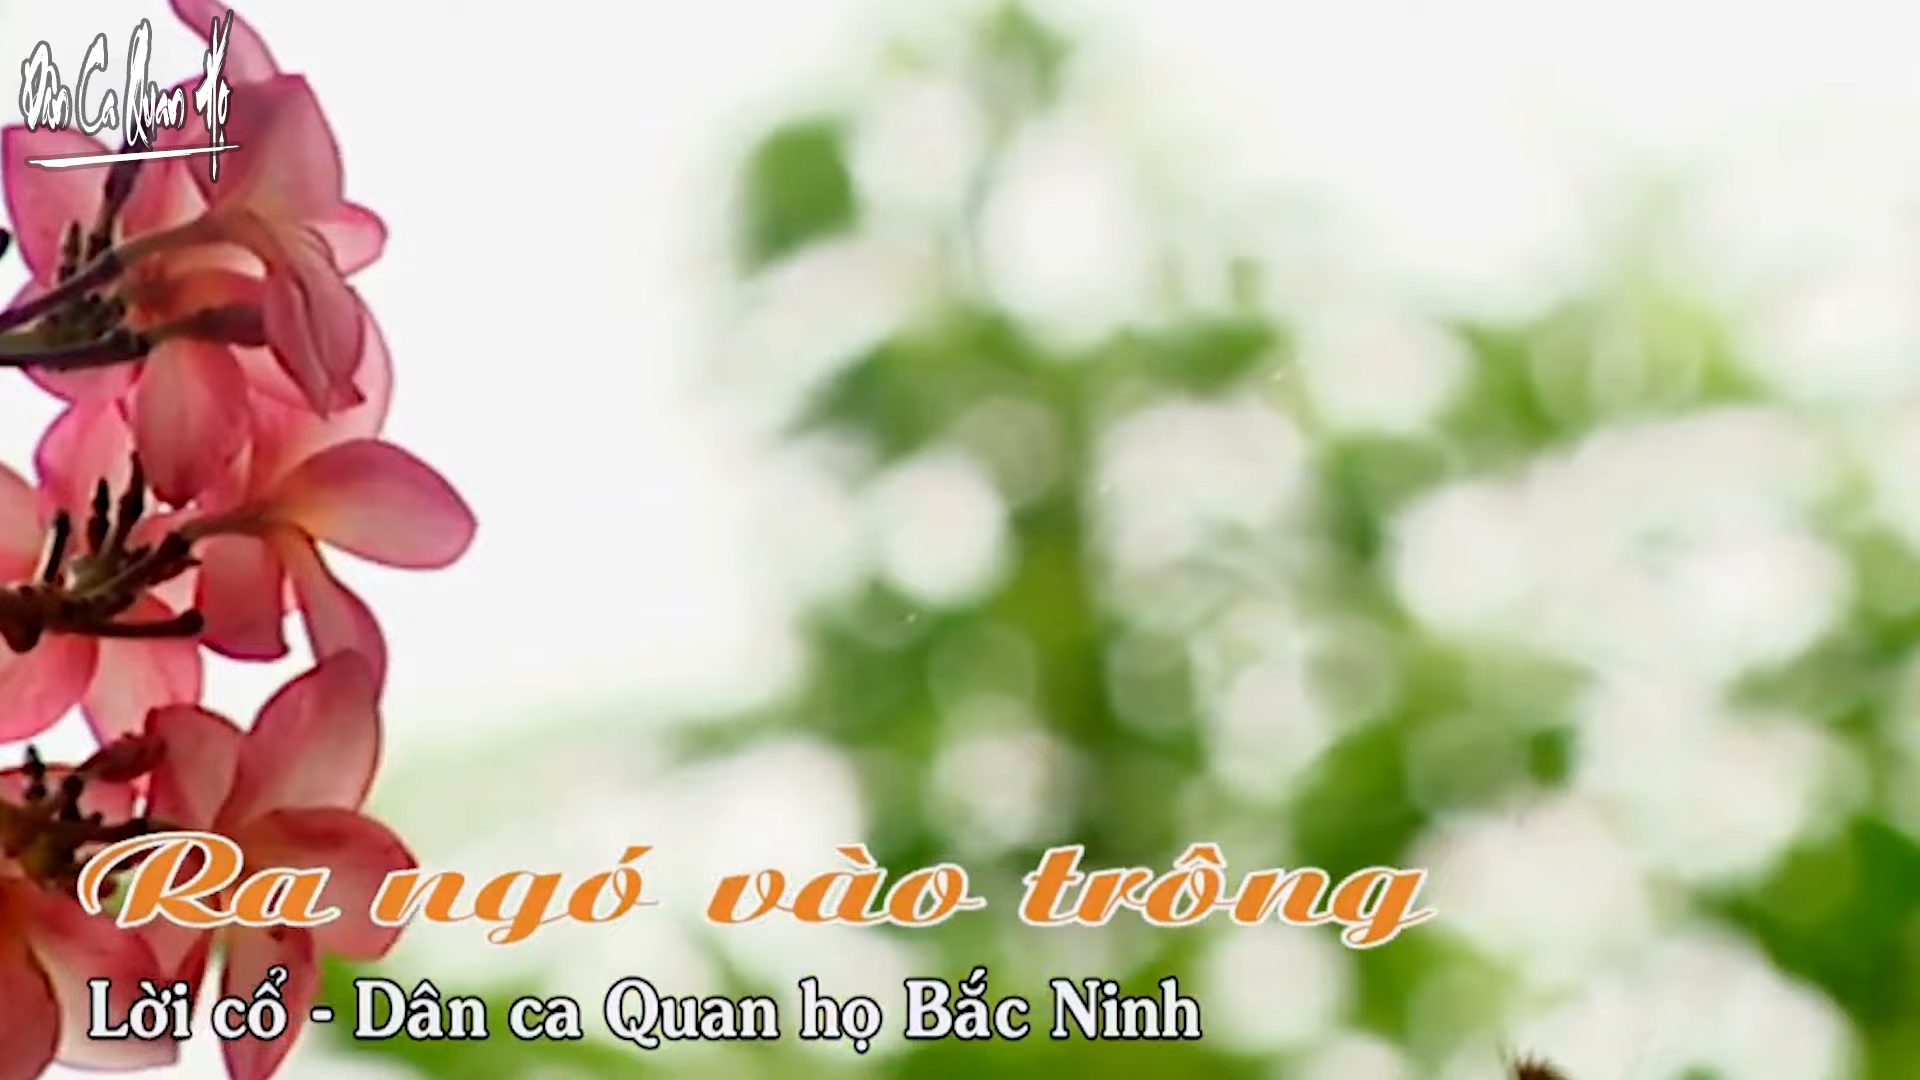 Dân Ca Quan Họ
Ra ngó vào trông
Lời cổ - Dân ca Quan họ Bắc Ninh